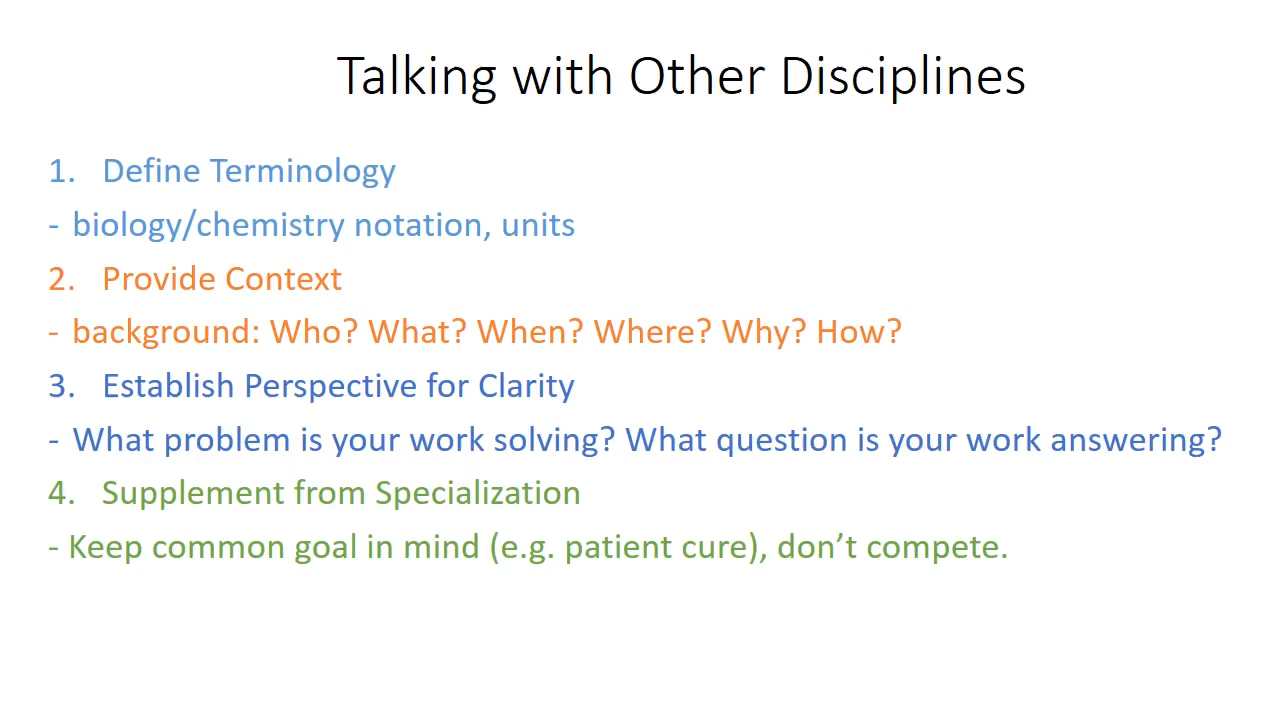 Talking with Other Disciplines
1. Define Terminology
- biology/chemistry notation, units
2. Provide Context
- background: Who? What? When? Where? Why? How?
3. Establish Perspective for Clarity
- What problem is your work solving? What question is your work answering?
4. Supplement from Specialization
- Keep common goal in mind (e.g. patient cure), don’t compete.